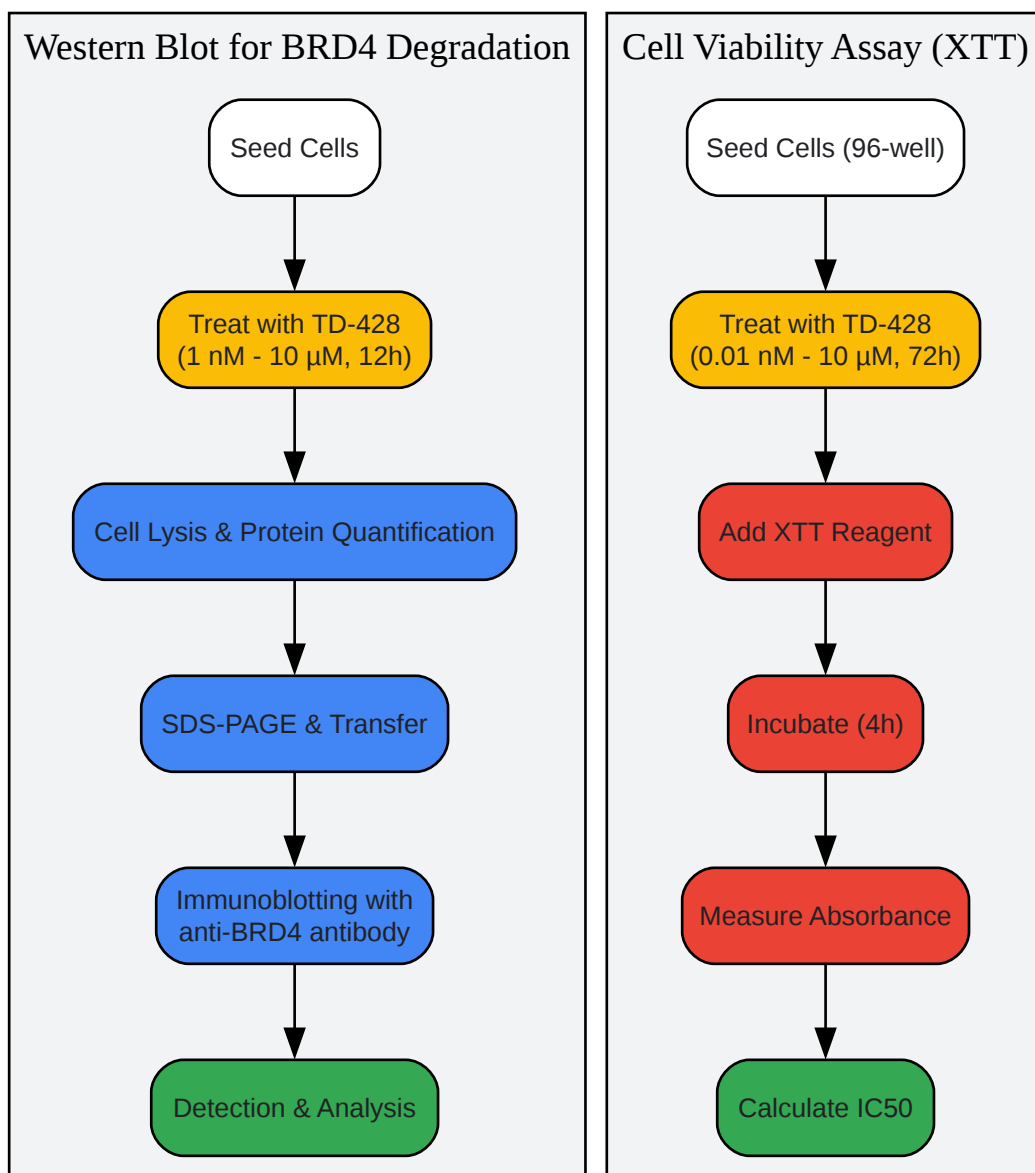 Western Blot for BRD4 Degradation
Seed Cells
Treat with TD-428
(1 nM - 10 µM, 12h)
Cell Lysis & Protein Quantification
SDS-PAGE & Transfer
Immunoblotting with
anti-BRD4 antibody
Detection & Analysis
Cell Viability Assay (XTT)
Seed Cells (96-well)
Treat with TD-428
(0.01 nM - 10 µM, 72h)
Add XTT Reagent
Incubate (4h)
Measure Absorbance
Calculate IC50